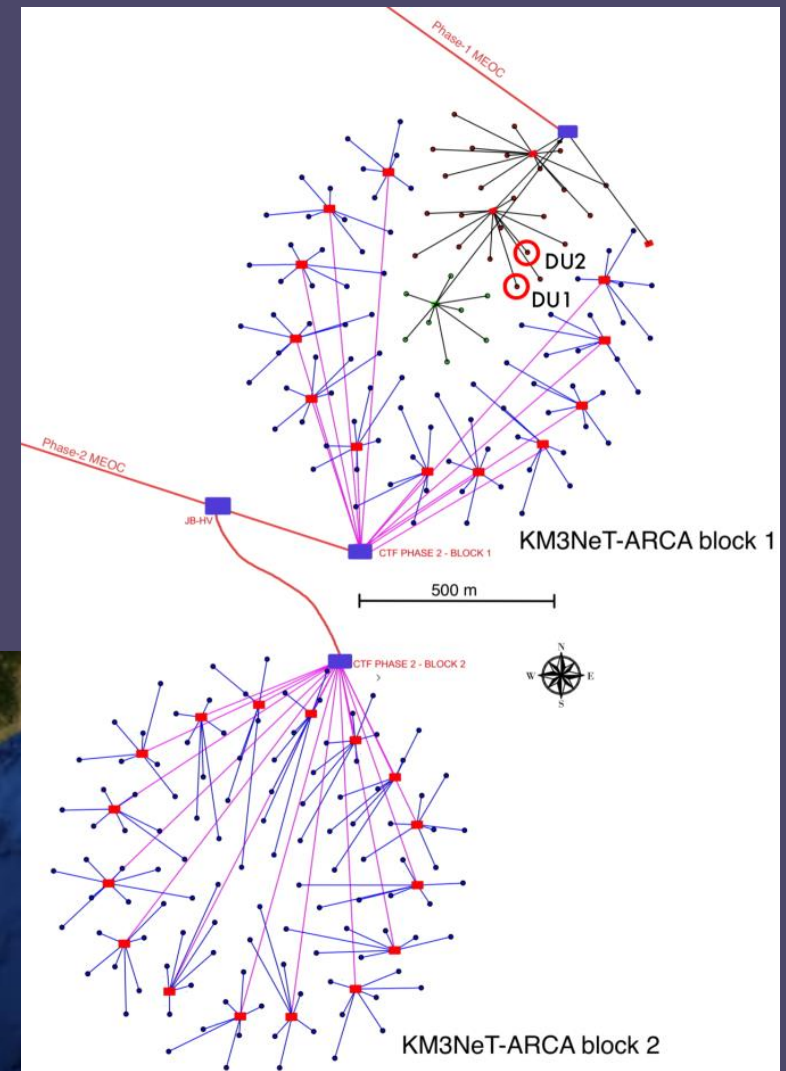 Phase-1 MEOC
DU2
DU1
Phase-2 MEOC
JB-HV
CTF PHASE 2 - BLOCK 1
KM3NeT-ARCA block 1
500 m
N
W E
S
CTF PHASE 2 - BLOCK 2
KM3NeT-ARCA block 2